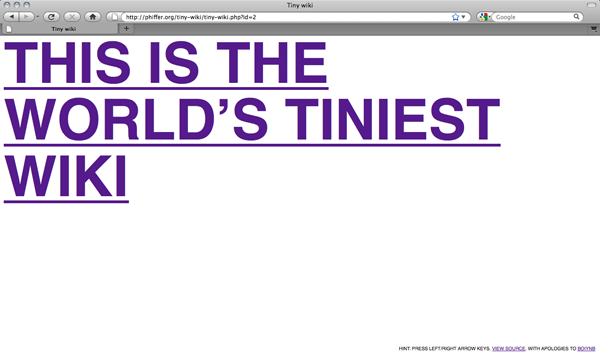 Tiny wiki
http://phiffer.org/tiny-wiki/tiny-wiki.php?id=2
Google
Tiny wiki
THIS IS THE
WORLD'S TINIEST
WIKI
HINT: PRESS LEFT/RIGHT ARROW KEYS. VIEW SOURCE. WITH APOLOGIES TO BDIYNB